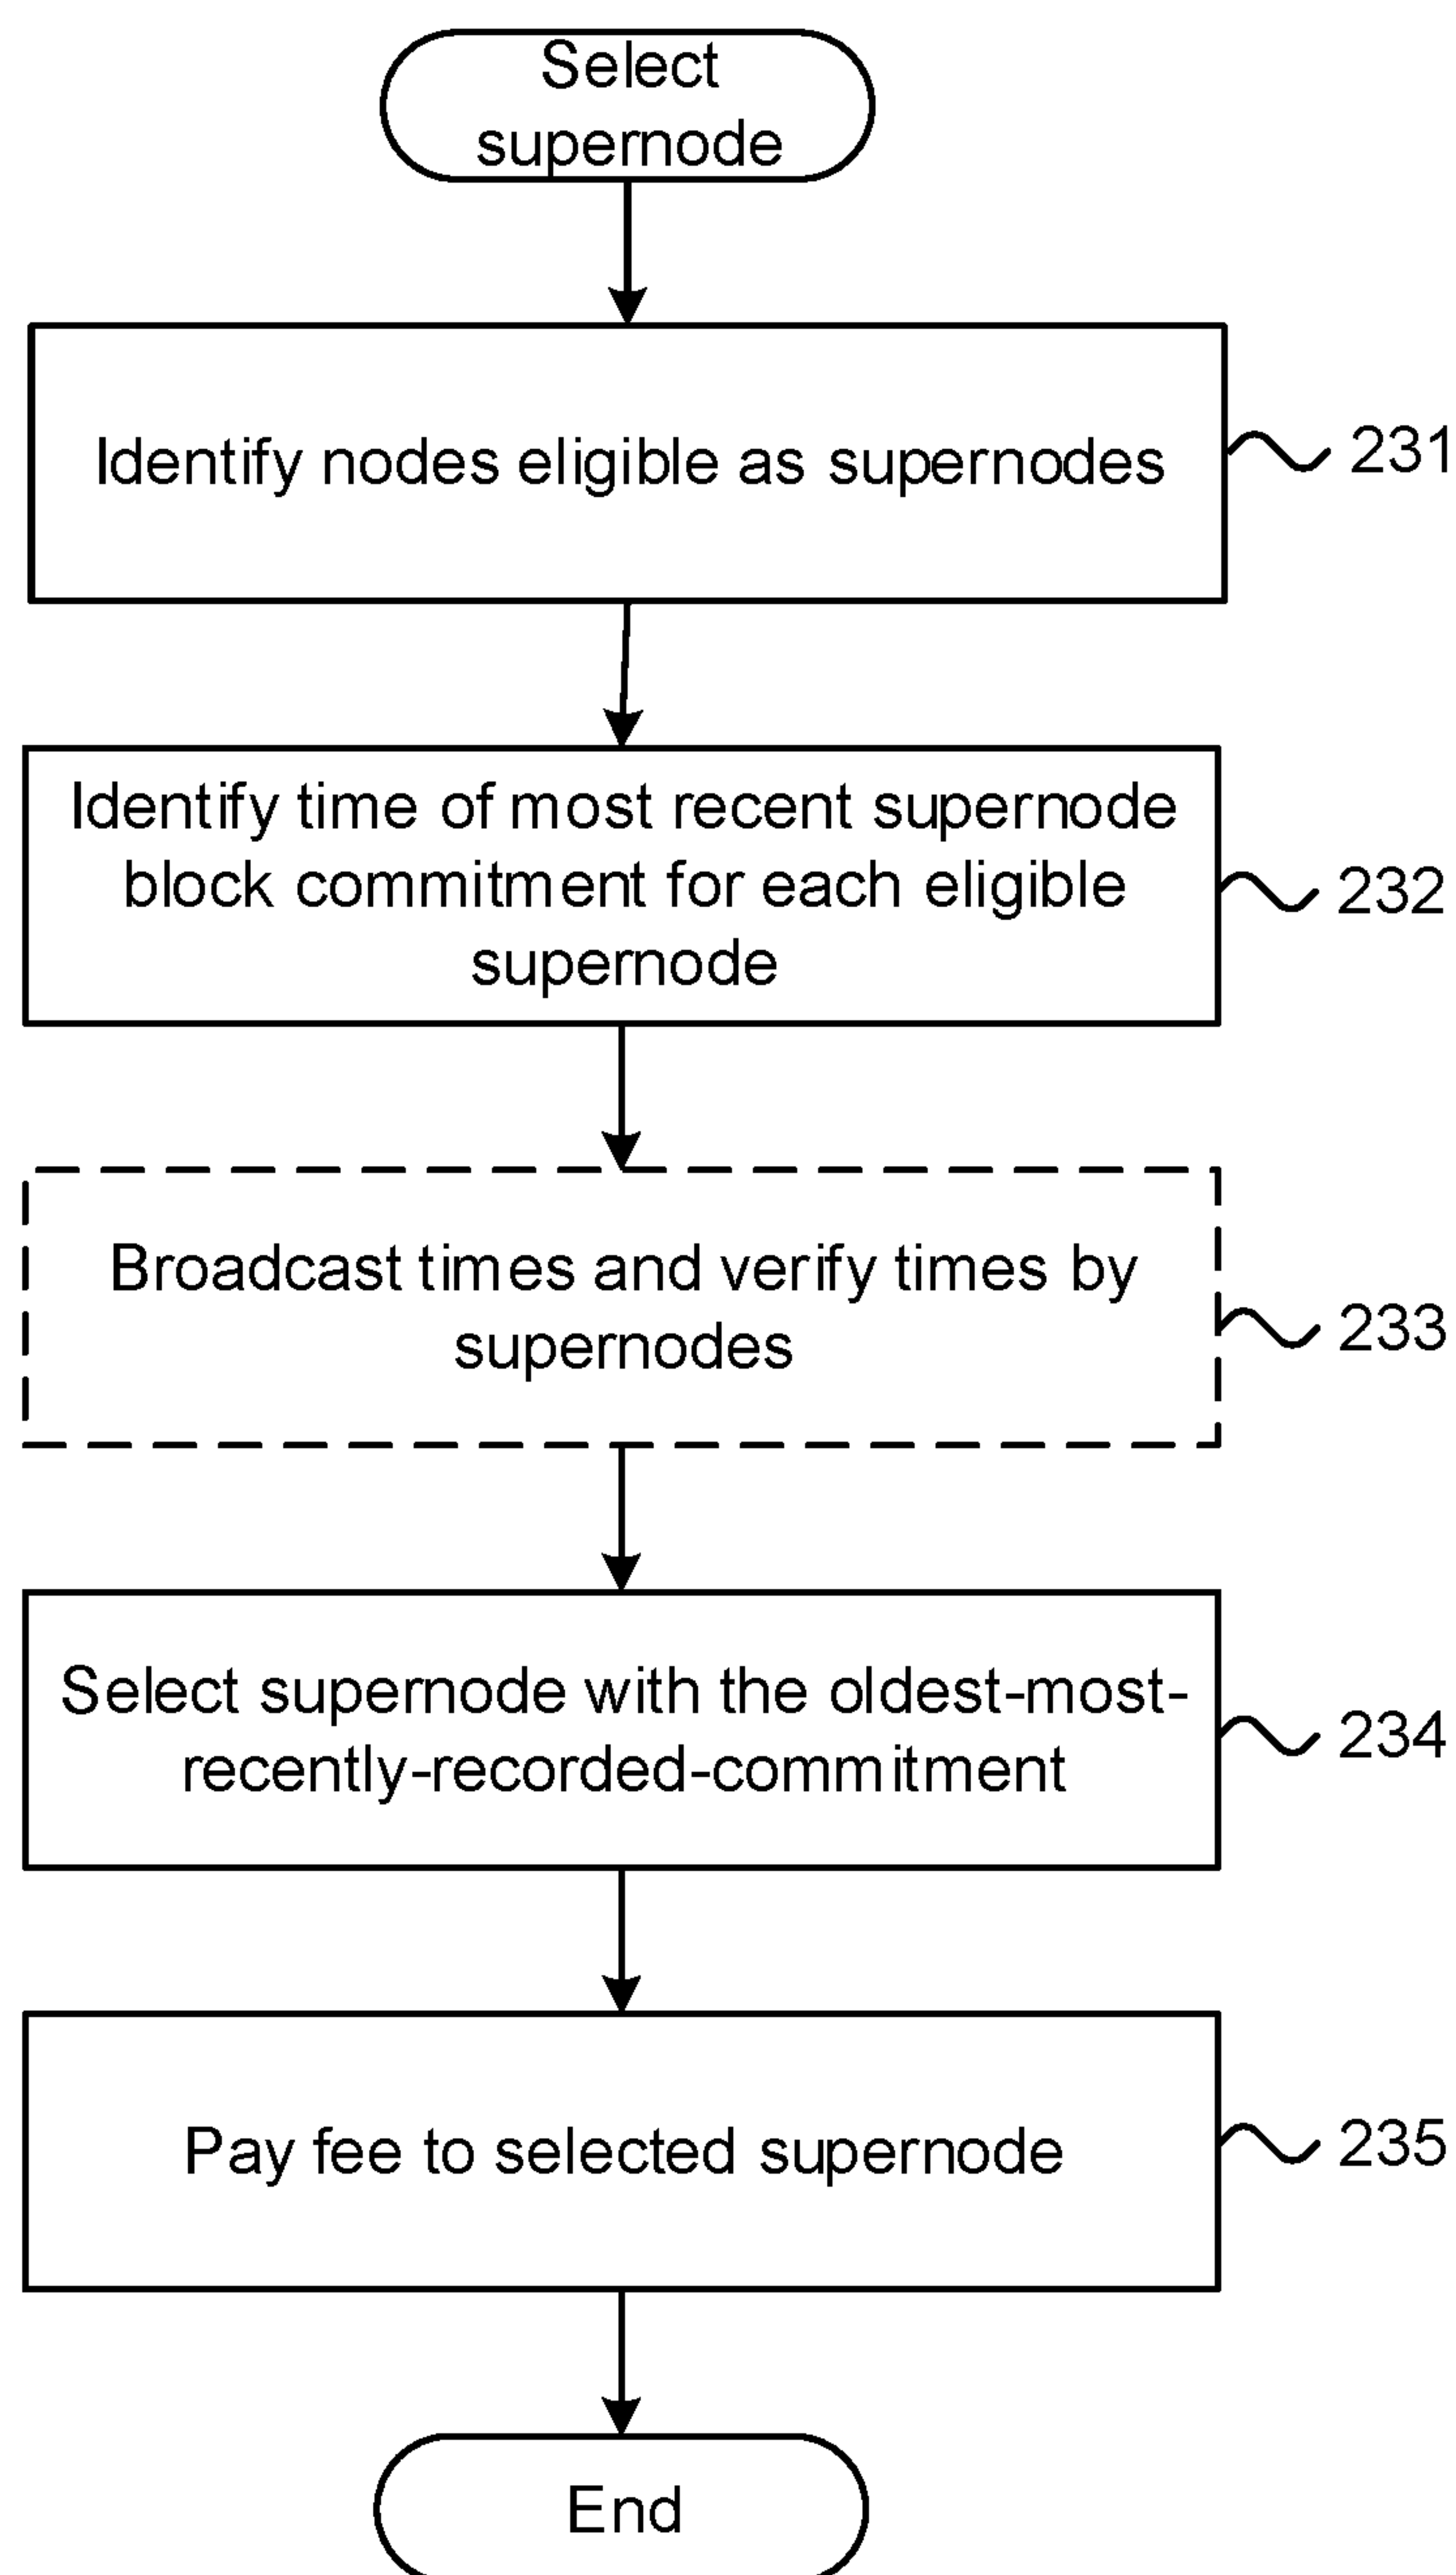 Select
supernode
Identify nodes eligible as supernodes
231
Identify time of most recent supernode
block commitment for each eligible
supernode
232
Broadcast times and verify times by
supernodes
233
Select supernode with the oldest-most-
recently-recorded-commitment
234
Pay fee to selected supernode
235
End